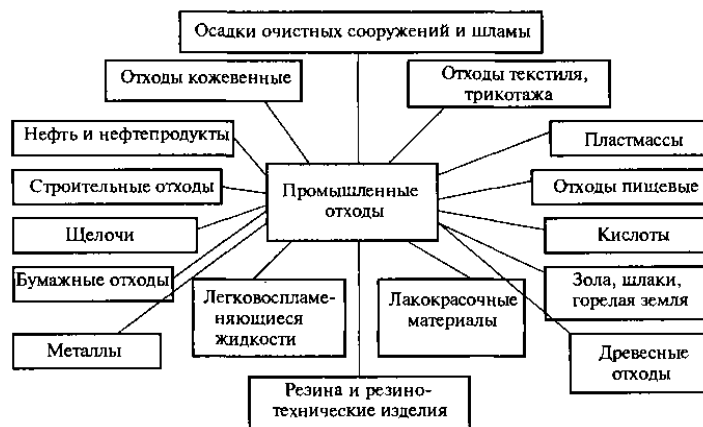 Осадки очистных сооружений и шламы
Отходы кожевенные
Отходы текстиля,
трикотажа
Нефть и нефтепродукты
Пластмассы
Строительные отходы
Промышленные
отходы
Отходы пищевые
Щелочи
Кислоты
Бумажные отходы
Легковоспламе-
няющиеся
жидкости
Лакокрасочные
материалы
Зола, шлаки,
горелая земля
Металлы
Древесные
отходы
Резина и резино-
технические изделия